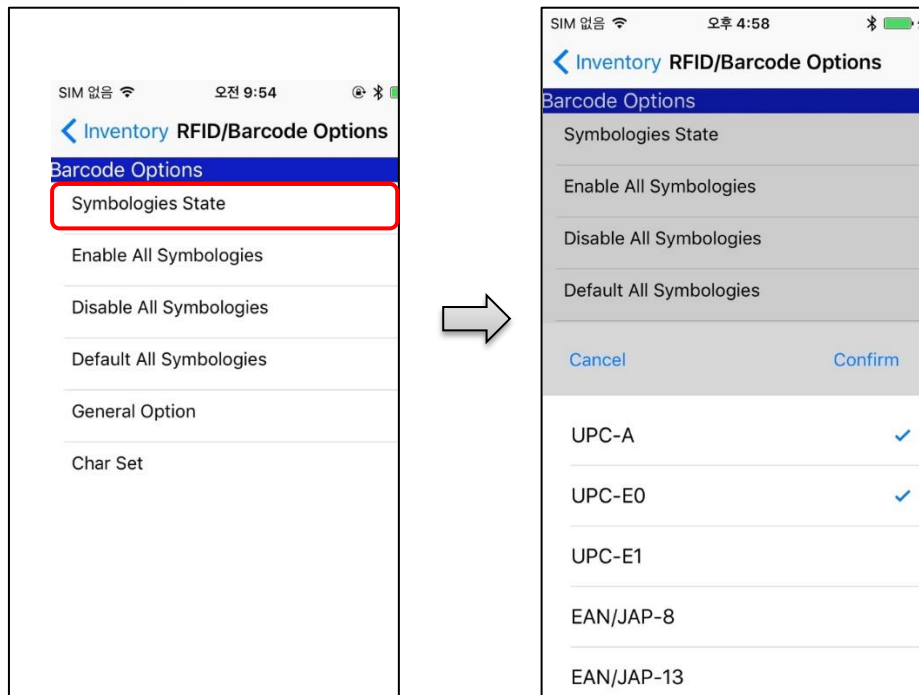 SIM 없음 오전 9:54
Inventory RFID/Barcode Options
Barcode Options
Symbologies State
Enable All Symbologies
Disable All Symbologies
Default All Symbologies
General Option
Char Set
SIM 없음 오후 4:58
Inventory RFID/Barcode Options
Barcode Options
Symbologies State
Enable All Symbologies
Disable All Symbologies
Default All Symbologies
Cancel Confirm
UPC-A
UPC-E0
UPC-E1
EAN/JAP-8
EAN/JAP-13